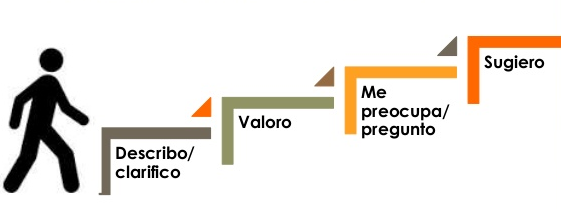 Describo/
clarifico
Valoro
Me
preocupa/
pregunto
Sugiero